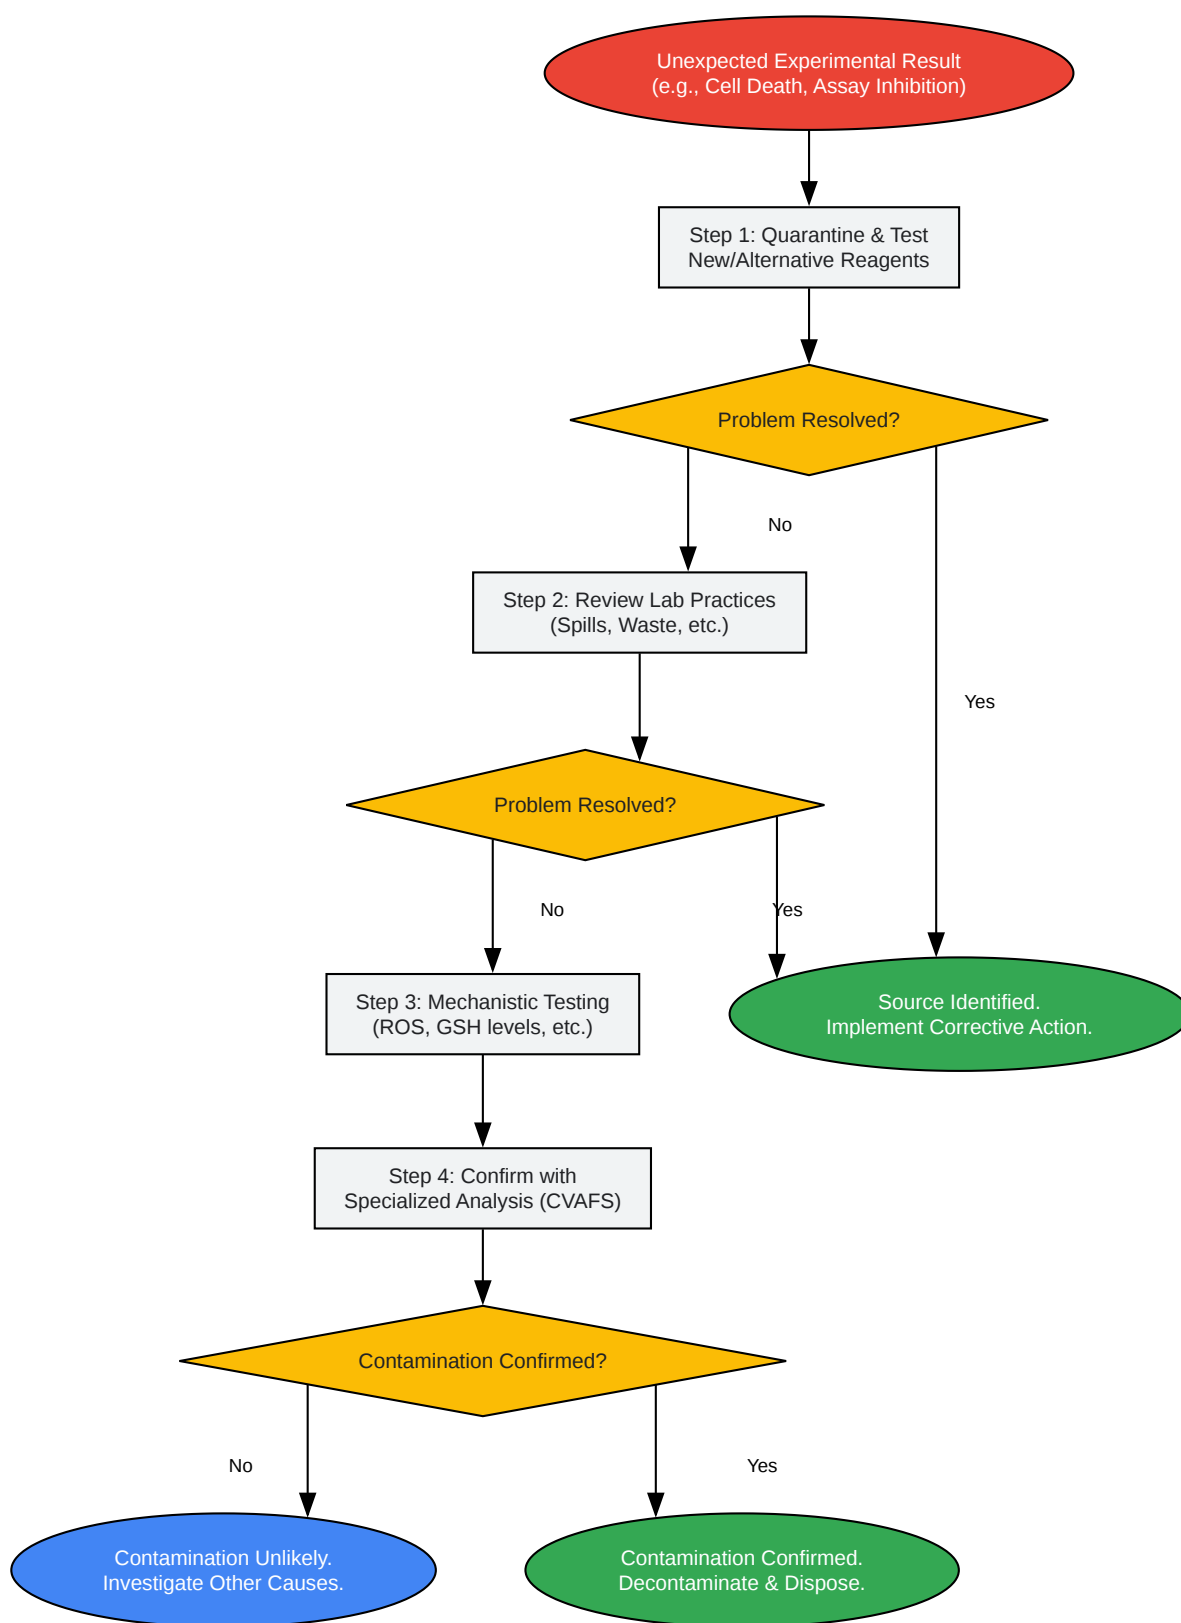 Unexpected Experimental Result
(e.g., Cell Death, Assay Inhibition)
Step 1: Quarantine & Test
New/Alternative Reagents
Problem Resolved?
No
Step 2: Review Lab Practices
(Spills, Waste, etc.)
Yes
Problem Resolved?
No
Yes
Step 3: Mechanistic Testing
(ROS, GSH levels, etc.)
Source Identified.
Implement Corrective Action.
Step 4: Confirm with
Specialized Analysis (CVAFS)
Contamination Confirmed?
No
Yes
Contamination Unlikely.
Investigate Other Causes.
Contamination Confirmed.
Decontaminate & Dispose.